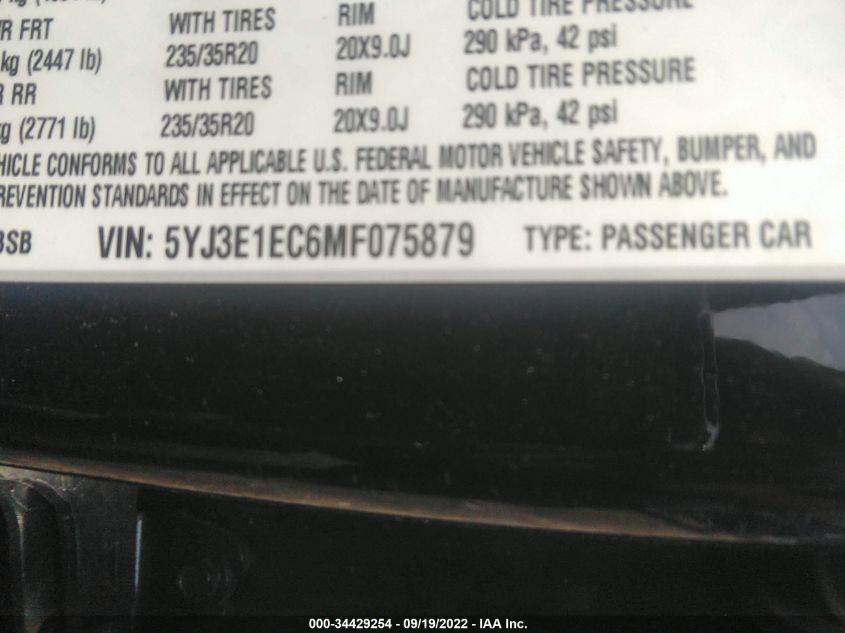 COLD TIRE PRESSURE
R FRT WITH TIRES RIM
kg (2447 lb) 235/35R20 20X9.0J 290 kPa, 42 psi
RR WITH TIRES RIM COLD TIRE PRESSURE
(2771 lb) 235/35R20 20X9.0J 290 kPa, 42 psi
HICLE CONFORMS TO ALL APPLICABLE U.S. FEDERAL MOTOR VEHICLE SAFETY, BUMPER, AND
REVENTION STANDARDS IN EFFECT ON THE DATE OF MANUFACTURE SHOWN ABOVE.
BSB VIN: 5YJ3E1EC6MF075879 TYPE: PASSENGER CAR
000-34429254 - 09/19/2022 - IAA Inc.